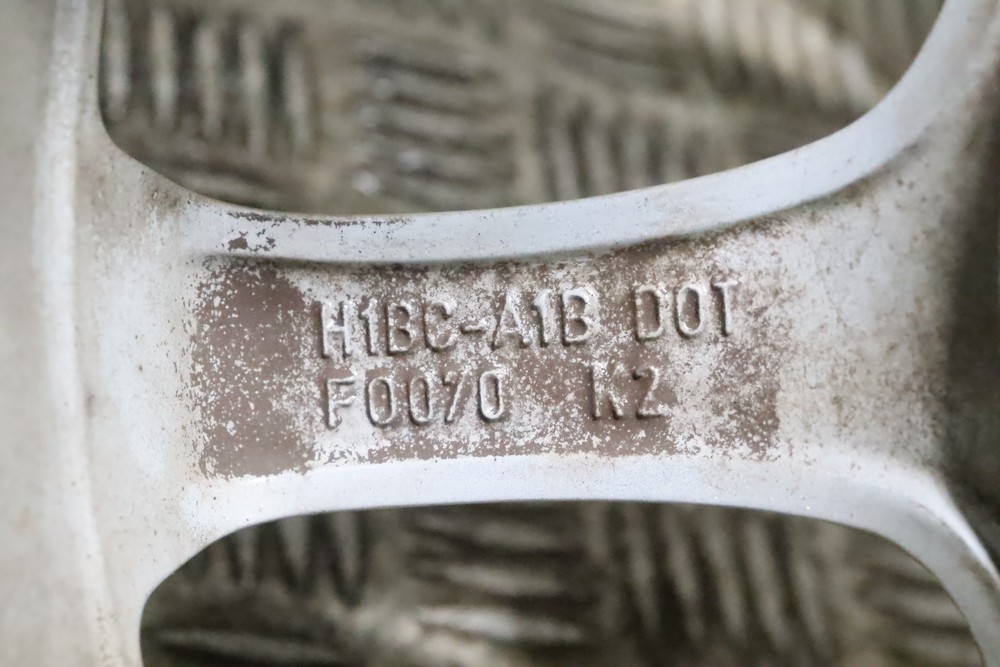 H1BC-A1B DOT
F0070 K2